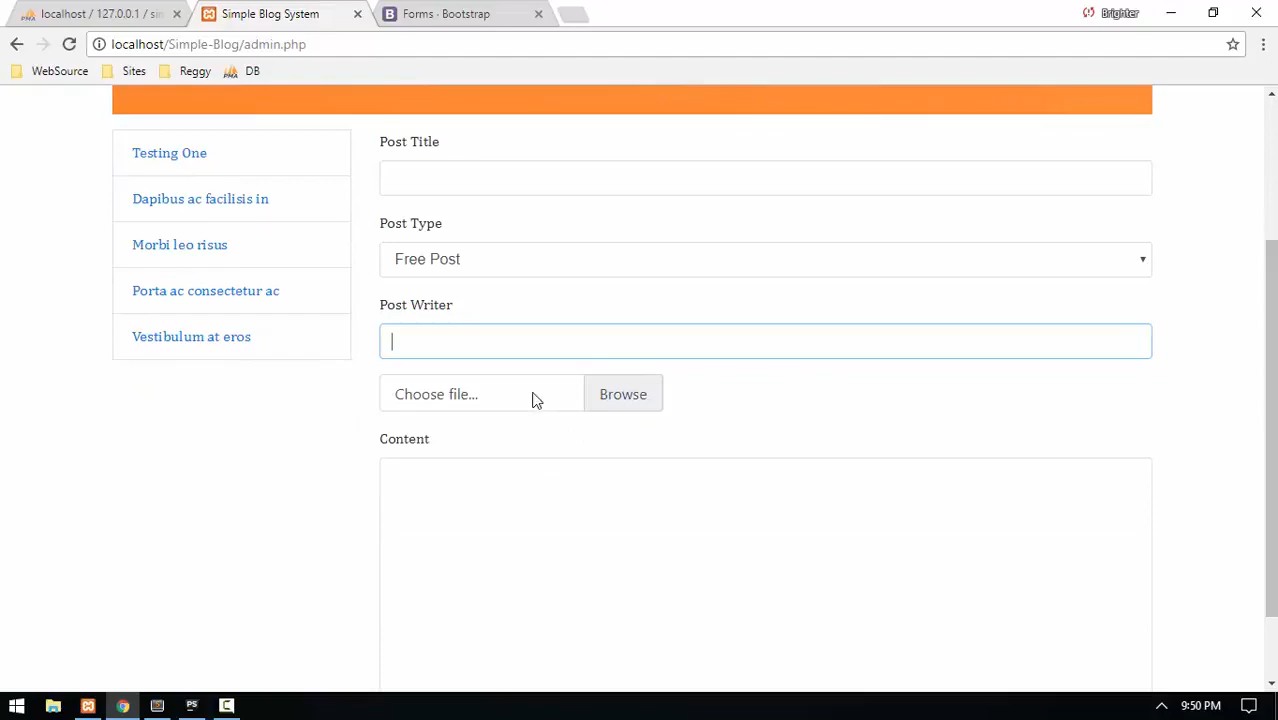 localhost / 127.0.0.1 / sim
Simple Blog System
Forms · Bootstrap
Brighter
localhost/Simple-Blog/admin.php
WebSource
Sites
Reggy
DB
Testing One
Dapibus ac facilisis in
Morbi leo risus
Porta ac consectetur ac
Vestibulum at eros
Post Title
Post Type
Free Post
Post Writer
Choose file...
Browse
Content
PS
9:50 PM